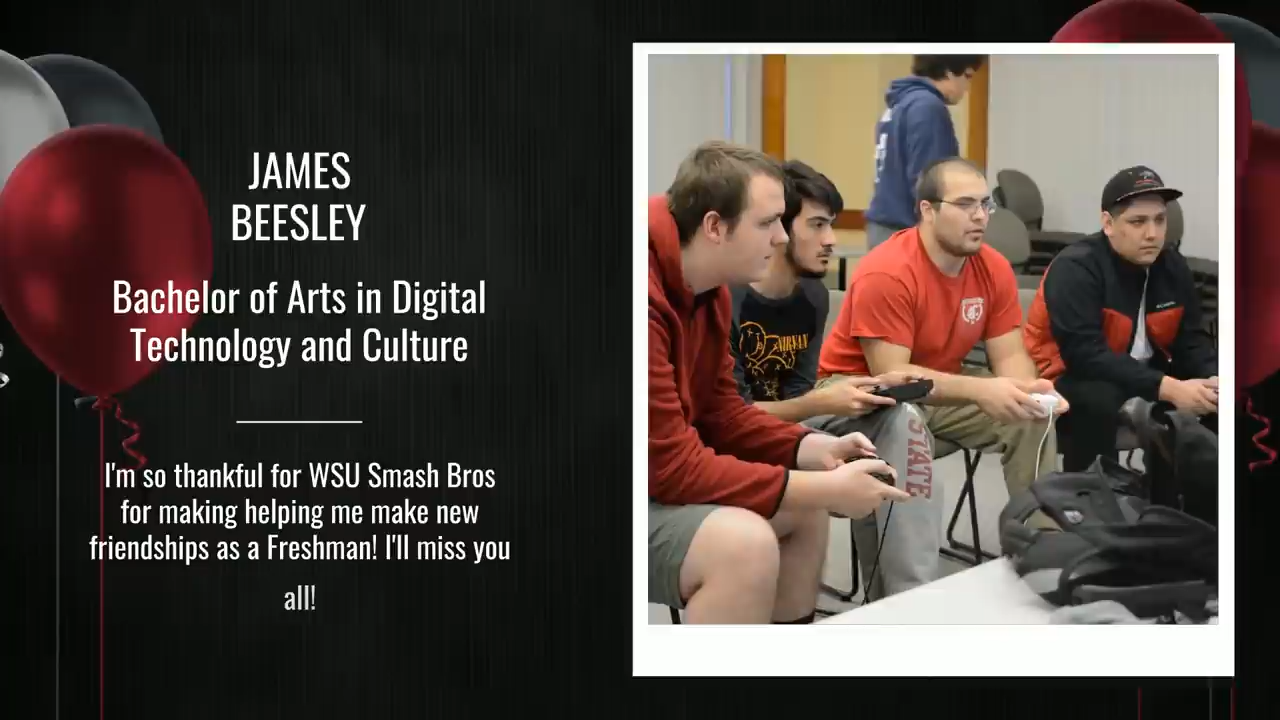 JAMES
BEESLEY
Bachelor of Arts in Digital
Technology and Culture
I'm so thankful for WSU Smash Bros
for making helping me make new
friendships as a Freshman! I'll miss you
all!
NIRVAN
STATE